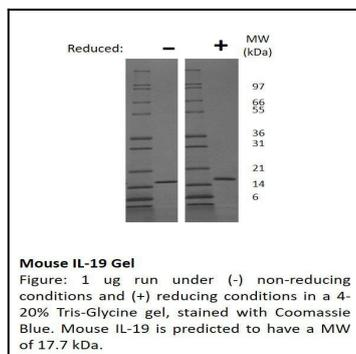 Reduced: – + MW
(kDa)
97
66
55
36
31
21
14
6
Mouse IL-19 Gel
Figure: 1 ug run under (-) non-reducing
conditions and (+) reducing conditions in a 4-
20% Tris-Glycine gel, stained with Coomassie
Blue. Mouse IL-19 is predicted to have a MW
of 17.7 kDa.